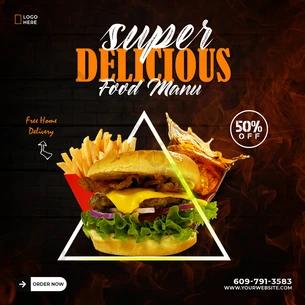 LOGO
HERE
super
DELICIOUS
Food Manu
Free Home
Delivery
50%
OFF
ORDER NOW
609-791-3583
WWW.YOURWEBSITE.COM